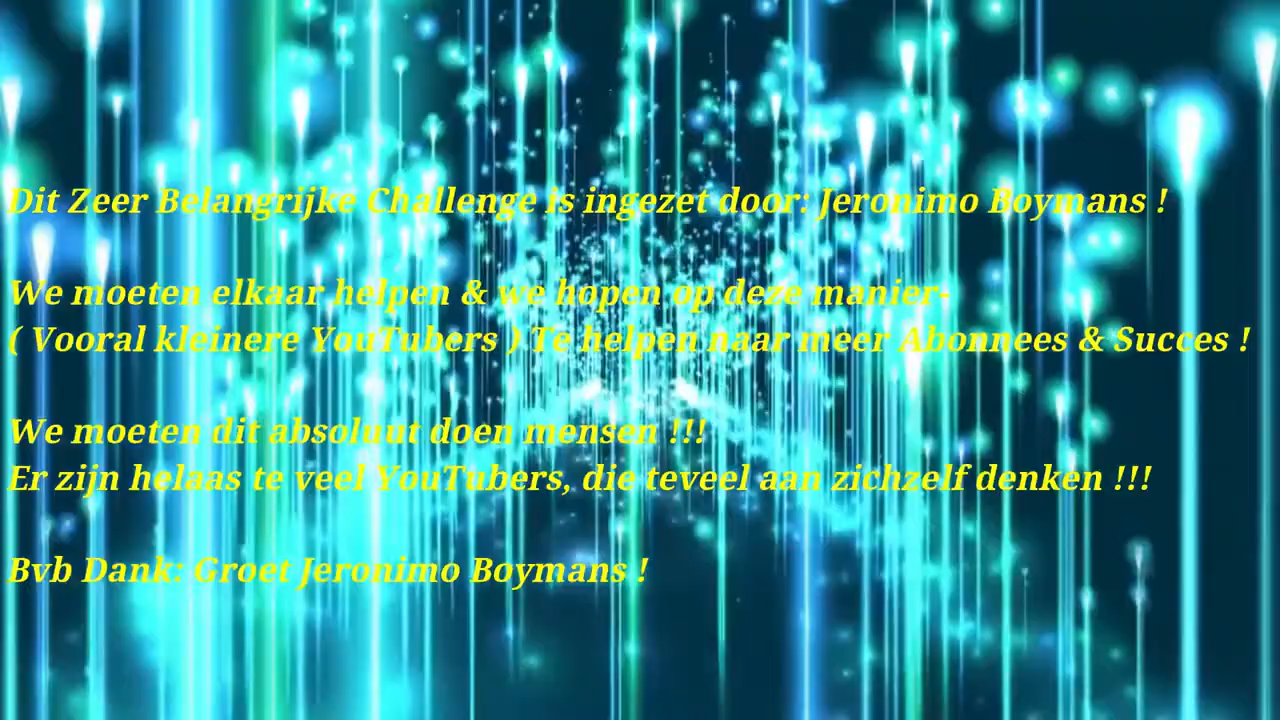 Dit Zeer Belangrijke Challenge is ingezet door: Jeronimo Boymans !
We moeten elkaar helpen & we hopen op deze manier-
( Vooral kleinere YouTubers ) Te helpen naar meer Abonnees & Succes !
We moeten dit absoluut doen mensen !!!
Er zijn helaas te veel YouTubers, die teveel aan zichzelf denken !!!
Bvb Dank: Groet Jeronimo Boymans !